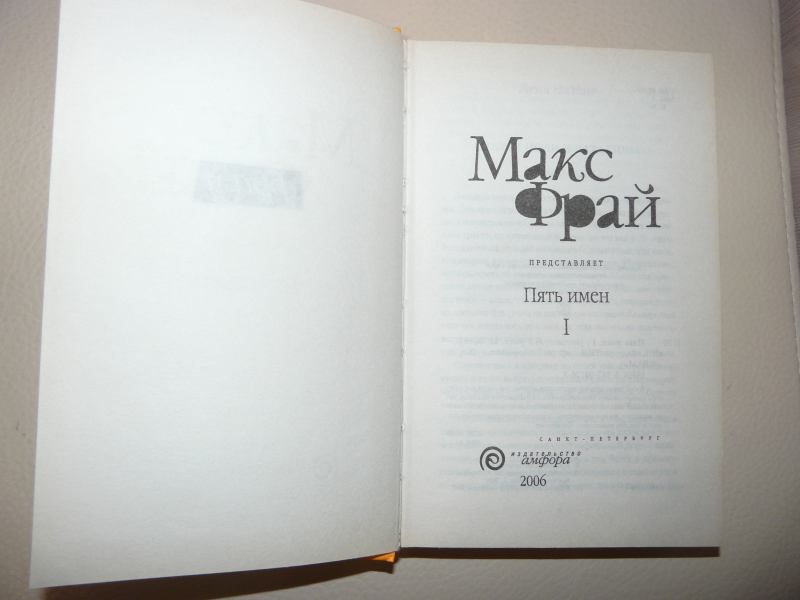 Макс
Фрай
ПРЕДСТАВЛЯЕТ
Пять имен
I
САНКТ-ПЕТЕРБУРГ
ИЗДАТЕЛЬСТВО
амфора
2006